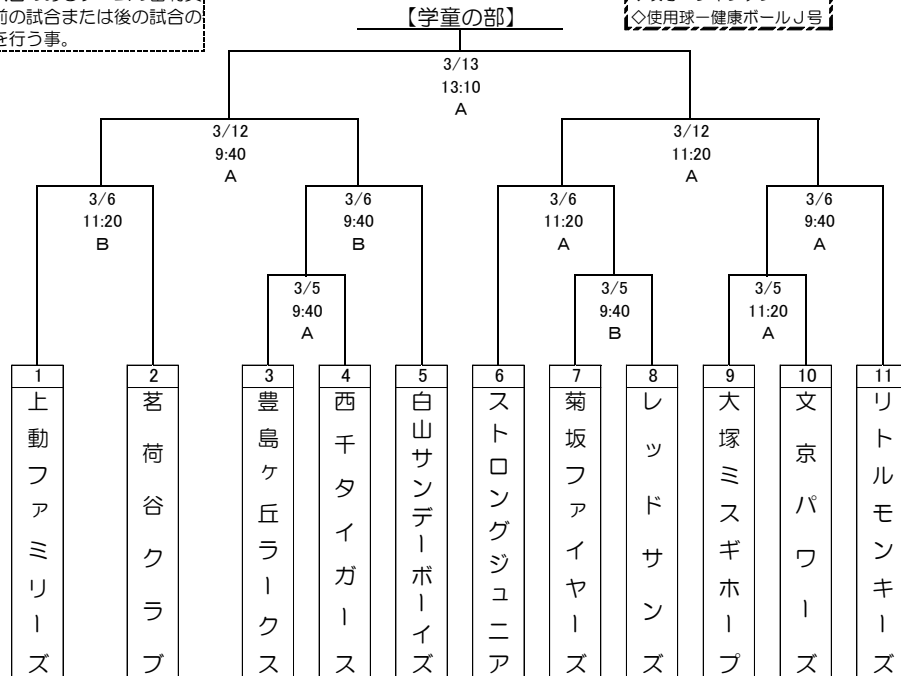 前の試合または後の試合の
を行う事。
【学童の部】
◇使用球ー健康ボールJ号
3/13
13:10
A
3/12
9:40
A
3/12
11:20
A
3/6
11:20
B
3/6
9:40
B
3/6
11:20
A
3/6
9:40
A
3/5
9:40
A
3/5
9:40
B
3/5
11:20
A
1
上動ファミリーズ
2
茗荷谷クラブ
3
豊島ヶ丘ラークス
4
西千タイガース
5
白山サンデーボーイズ
6
ストロングジュニア
7
菊坂ファイヤーズ
8
レッドサンズ
9
大塚ミスギホープ
10
文京パワーズ
11
リトルモンキーズ